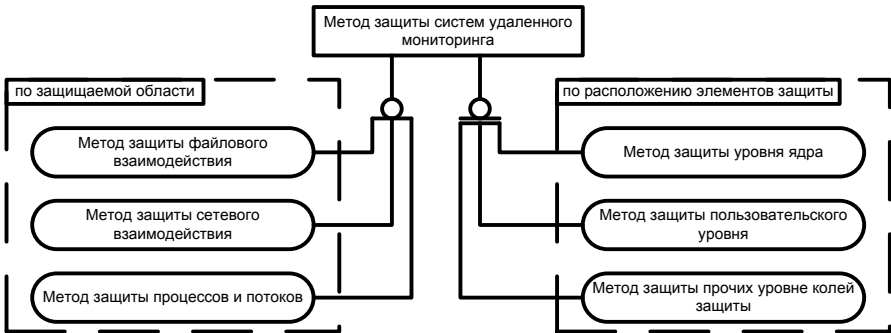 Метод защиты систем удаленного
мониторинга
по защищаемой области
Метод защиты файлового
взаимодействия
Метод защиты сетевого
взаимодействия
Метод защиты процессов и потоков
по расположению элементов защиты
Метод защиты уровня ядра
Метод защиты пользовательского
уровня
Метод защиты прочих уровне колей
защиты